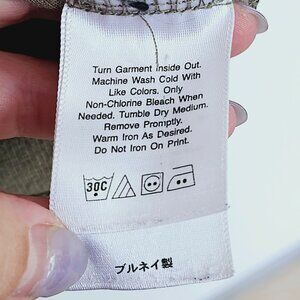 Turn Garment Inside Out.
Machine Wash Cold With
Like Colors. Only
Non-Chlorine Bleach When
Needed. Tumble Dry Medium.
Remove Promptly.
Warm Iron As Desired.
Do Not Iron On Print.
30C
ブルネイ製